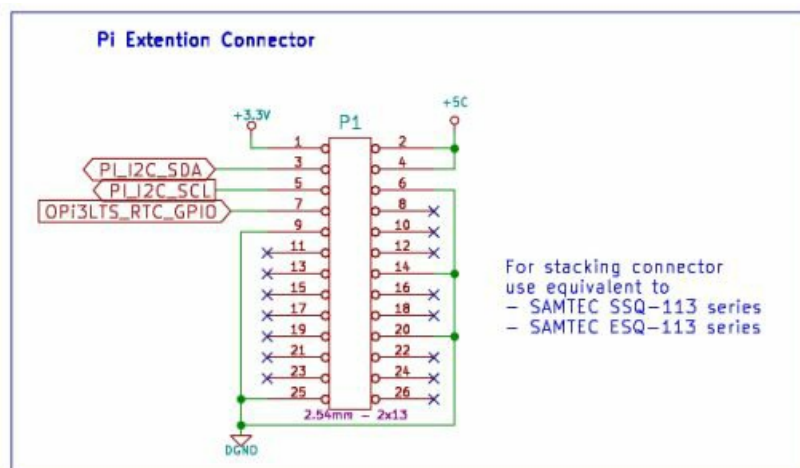 Pi Extention Connector
+3.3V
+5C
P1
1 2
PI_I2C_SDA 3 4
PI_I2C_SCL 5 6
OPi3LTS_RTC_GPIO 7 8
9 10
11 12
13 14
15 16
17 18
19 20
21 22
23 24
25 26
For stacking connector
use equivalent to
- SAMTEC SSQ-113 series
- SAMTEC ESQ-113 series
2.54mm - 2x13
DGND